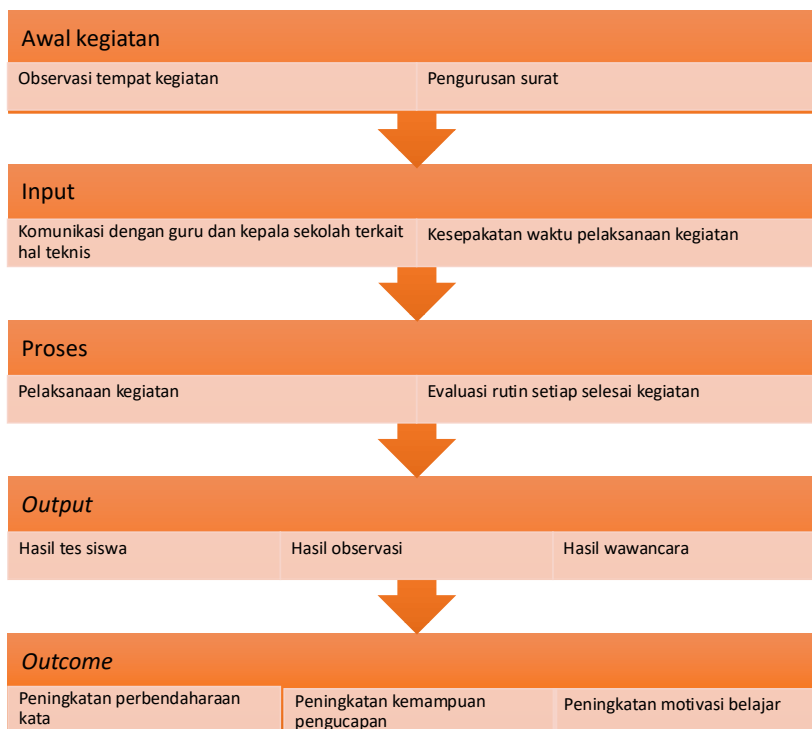 Awal kegiatan
Observasi tempat kegiatan
Pengurusan surat
Input
Komunikasi dengan guru dan kepala sekolah terkait
hal teknis
Kesepakatan waktu pelaksanaan kegiatan
Proses
Pelaksanaan kegiatan
Evaluasi rutin setiap selesai kegiatan
Output
Hasil tes siswa
Hasil observasi
Hasil wawancara
Outcome
Peningkatan perbendaharaan
kata
Peningkatan kemampuan
pengucapan
Peningkatan motivasi belajar